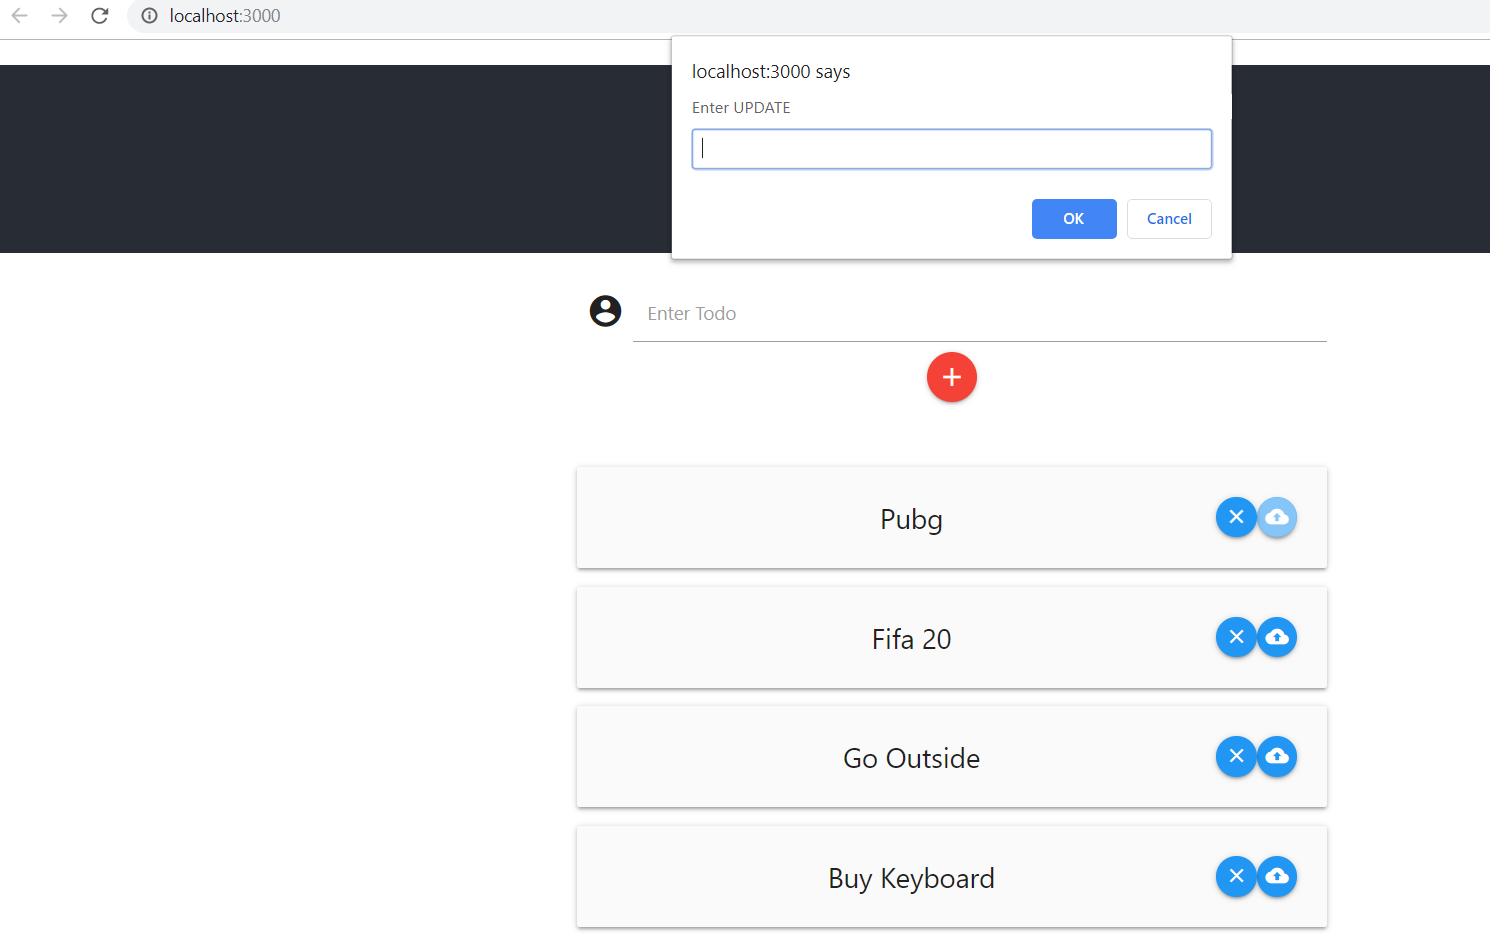 localhost:3000
localhost:3000 says
Enter UPDATE
OK
Cancel
Enter Todo
Pubg
Fifa 20
Go Outside
Buy Keyboard